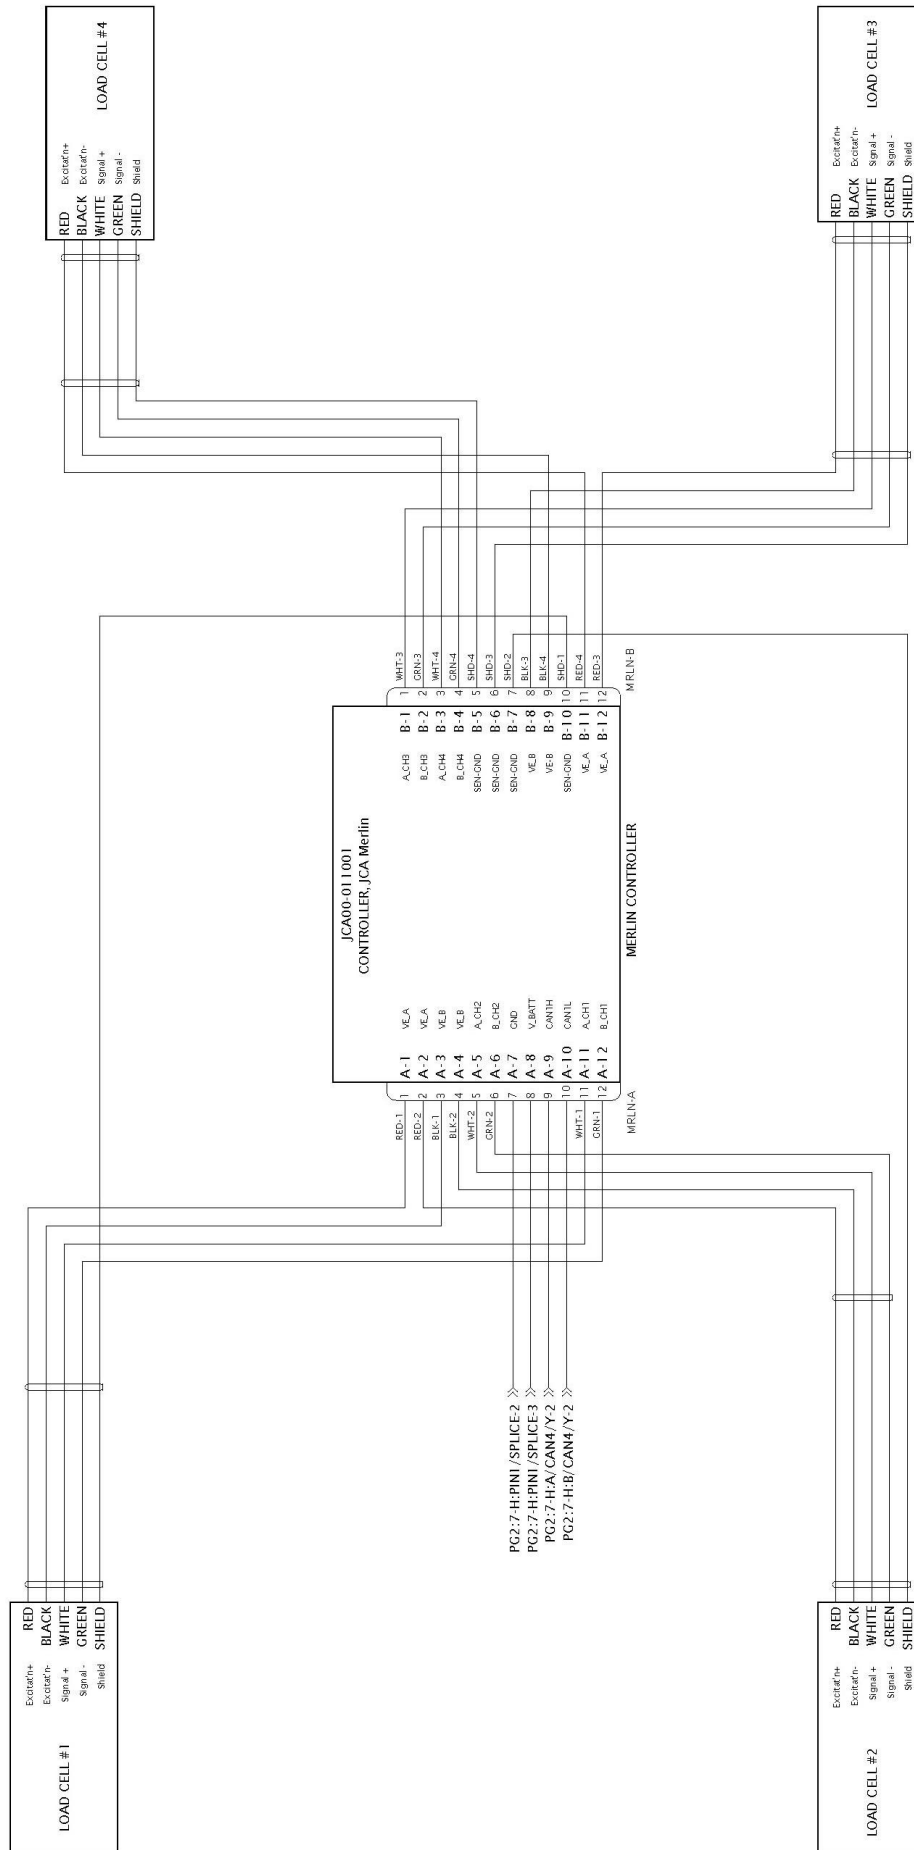 LOAD CELL #4
RED Excitat'n+
BLACK Excitat'n-
WHITE Signal +
GREEN Signal -
SHIELD Shield
LOAD CELL #3
RED Excitat'n+
BLACK Excitat'n-
WHITE Signal +
GREEN Signal -
SHIELD Shield
WHT-3 1 B-1 A_CH3
GRN-3 2 B-2 B_CH3
WHT-4 3 B-3 A_CH4
GRN-4 4 B-4 B_CH4
SHD-4 5 B-5 SEN-GND
SHD-3 6 B-6 SEN-GND
SHD-2 7 B-7 SEN-GND
BLK-3 8 B-8 VE_B
BLK-4 9 B-9 VE-B
SHD-1 10 B-10 SEN-GND
RED-4 11 B-11 VE_A
RED-3 12 B-12 VE_A
MRLN-B
JCA00-011001
CONTROLLER, JCA Merlin
MERLIN CONTROLLER
RED-1 1 A-1 VE_A
RED-2 2 A-2 VE_A
BLK-1 3 A-3 VE_B
BLK-2 4 A-4 VE_B
WHT-2 5 A-5 A_CH2
GRN-2 6 A-6 B_CH2
7 A-7 GND
8 A-8 V_BATT
9 A-9 CAN1H
10 A-10 CAN1L
WHT-1 11 A-11 A_CH1
GRN-1 12 A-12 B_CH1
MRLN-A
PG2:7-H:PIN1/SPLICE-2
PG2:7-H:PIN1/SPLICE-3
PG2:7-H:A/CAN4/Y-2
PG2:7-H:B/CAN4/Y-2
LOAD CELL #1
Excitat'n+ RED
Excitat'n- BLACK
Signal + WHITE
Signal - GREEN
Shield SHIELD
LOAD CELL #2
Excitat'n+ RED
Excitat'n- BLACK
Signal + WHITE
Signal - GREEN
Shield SHIELD